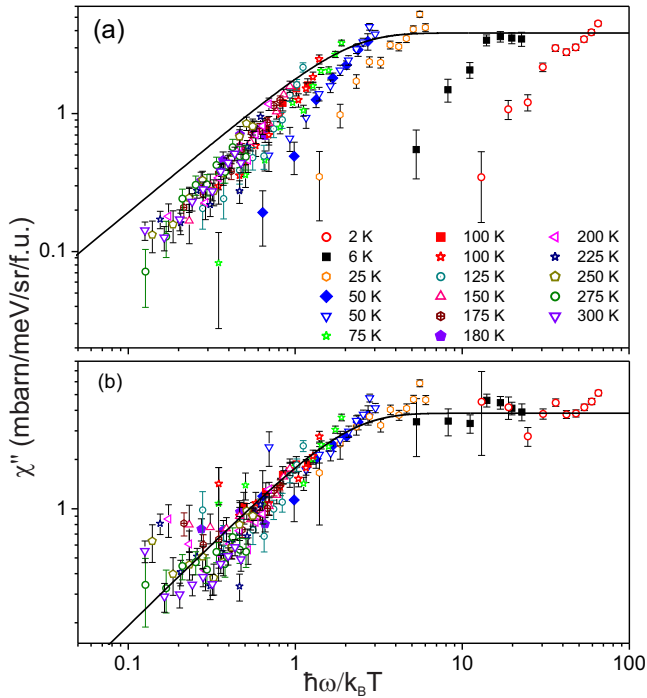 (a)
1
0.1
2 K 100 K 200 K
6 K 100 K 225 K
25 K 125 K 250 K
50 K 150 K 275 K
50 K 175 K 300 K
75 K 180 K
χ'' (mbarn/meV/sr/f.u.)
(b)
1
0.1 1 10 100
ħω/k_BT